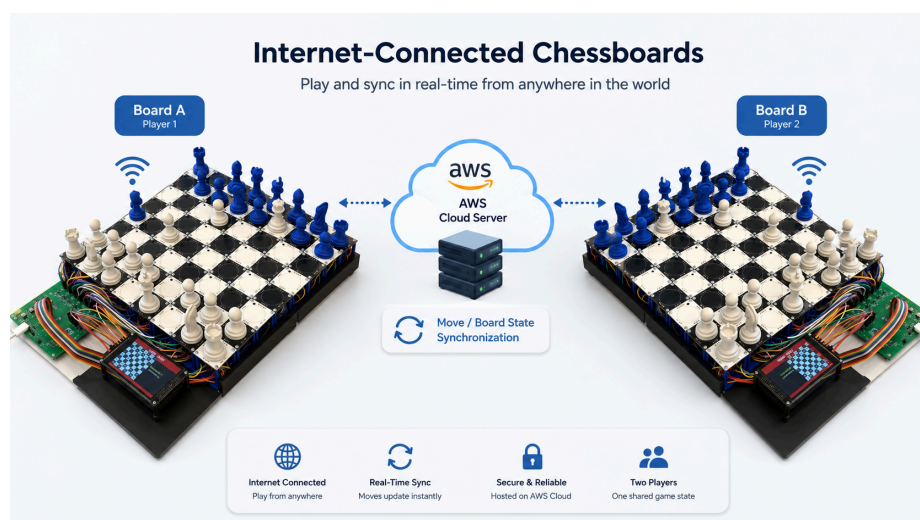 Internet-Connected Chessboards
Play and sync in real-time from anywhere in the world
Board A
Player 1
Board B
Player 2
aws
AWS
Cloud Server
Move / Board State
Synchronization
Internet Connected
Play from anywhere
Real-Time Sync
Moves update instantly
Secure & Reliable
Hosted on AWS Cloud
Two Players
One shared game state